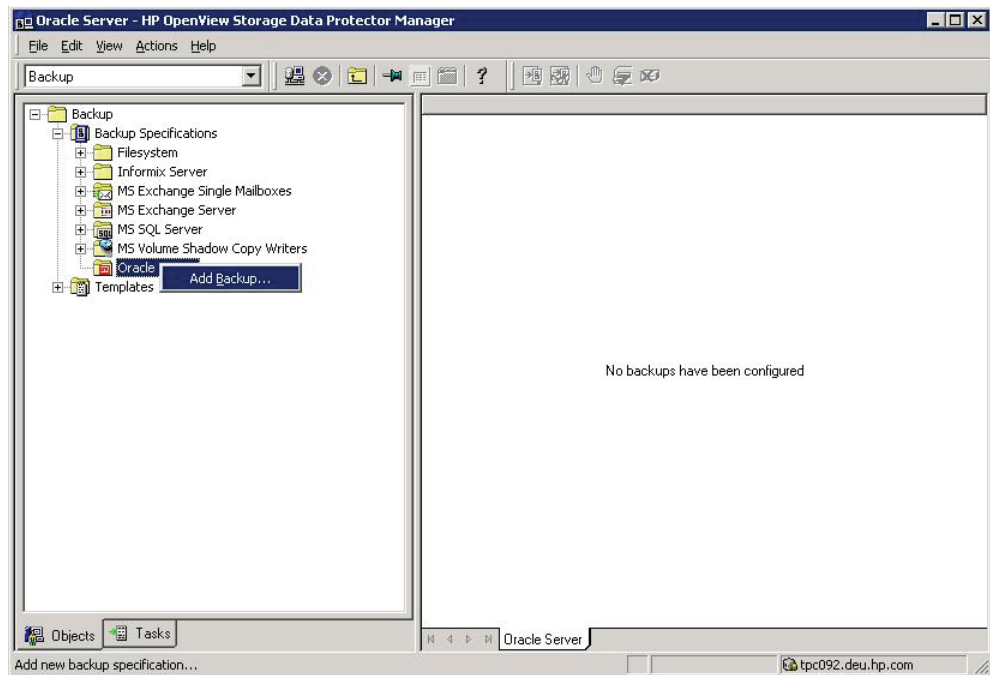 Oracle Server - HP OpenView Storage Data Protector Manager
File Edit View Actions Help
Backup
Backup
Backup Specifications
Filesystem
Informix Server
MS Exchange Single Mailboxes
MS Exchange Server
MS SQL Server
MS Volume Shadow Copy Writers
Oracle
Add Backup...
Templates
No backups have been configured
Objects Tasks
Oracle Server
Add new backup specification...
tpc092.deu.hp.com